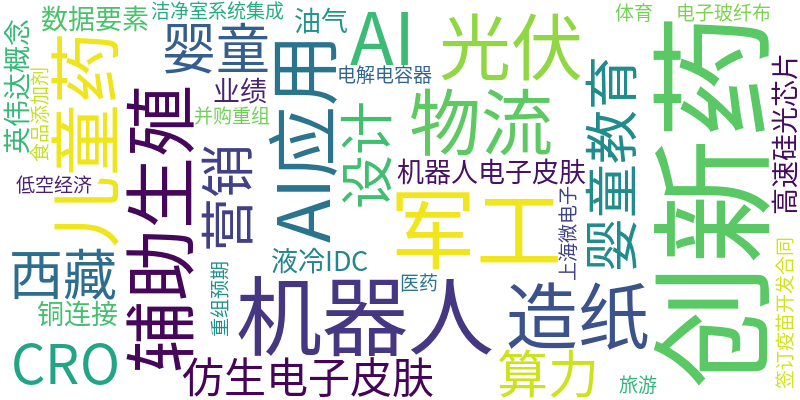 数据要素
洁净室系统集成
油气
AI
体育
电子玻纤布
英伟达概念
食品添加剂
儿童药
婴童
业绩
并购重组
电解电容器
光伏
创新药
高速硅光芯片
辅助生殖
AI应用
设计
物流
婴童教育
低空经济
营销
机器人电子皮肤
军工
上海微电子
西藏
铜连接
重组预期
液冷IDC
医药
机器人
造纸
签订疫苗开发合同
CRO
仿生电子皮肤
算力
旅游